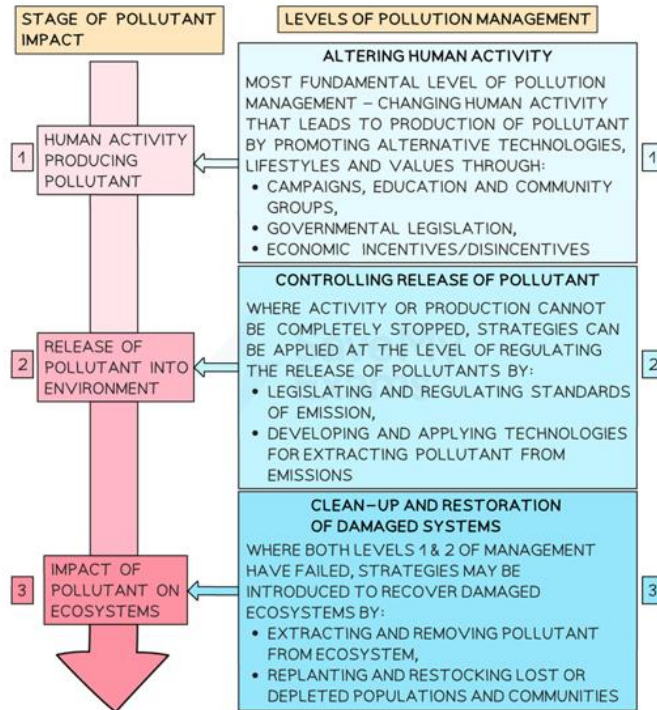 STAGE OF POLLUTANT
IMPACT
LEVELS OF POLLUTION MANAGEMENT
1
HUMAN ACTIVITY
PRODUCING
POLLUTANT
ALTERING HUMAN ACTIVITY
MOST FUNDAMENTAL LEVEL OF POLLUTION
MANAGEMENT – CHANGING HUMAN ACTIVITY
THAT LEADS TO PRODUCTION OF POLLUTANT
BY PROMOTING ALTERNATIVE TECHNOLOGIES,
LIFESTYLES AND VALUES THROUGH:
• CAMPAIGNS, EDUCATION AND COMMUNITY
GROUPS,
• GOVERNMENTAL LEGISLATION,
• ECONOMIC INCENTIVES/DISINCENTIVES
1
2
RELEASE OF
POLLUTANT INTO
ENVIRONMENT
CONTROLLING RELEASE OF POLLUTANT
WHERE ACTIVITY OR PRODUCTION CANNOT
BE COMPLETELY STOPPED, STRATEGIES CAN
BE APPLIED AT THE LEVEL OF REGULATING
THE RELEASE OF POLLUTANTS BY:
• LEGISLATING AND REGULATING STANDARDS
OF EMISSION,
• DEVELOPING AND APPLYING TECHNOLOGIES
FOR EXTRACTING POLLUTANT FROM
EMISSIONS
2
3
IMPACT OF
POLLUTANT ON
ECOSYSTEMS
CLEAN-UP AND RESTORATION
OF DAMAGED SYSTEMS
WHERE BOTH LEVELS 1 & 2 OF MANAGEMENT
HAVE FAILED, STRATEGIES MAY BE
INTRODUCED TO RECOVER DAMAGED
ECOSYSTEMS BY:
• EXTRACTING AND REMOVING POLLUTANT
FROM ECOSYSTEM,
• REPLANTING AND RESTOCKING LOST OR
DEPLETED POPULATIONS AND COMMUNITIES
3